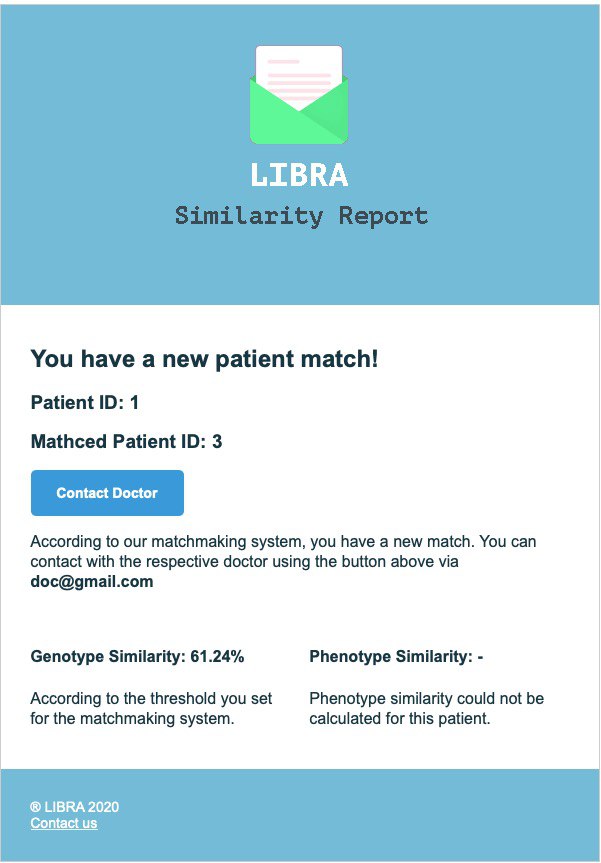 LIBRA
Similarity Report
You have a new patient match!
Patient ID: 1
Mathced Patient ID: 3
Contact Doctor
According to our matchmaking system, you have a new match. You can
contact with the respective doctor using the button above via
doc@gmail.com
Genotype Similarity: 61.24%
According to the threshold you set
for the matchmaking system.
Phenotype Similarity: -
Phenotype similarity could not be
calculated for this patient.
® LIBRA 2020
Contact us